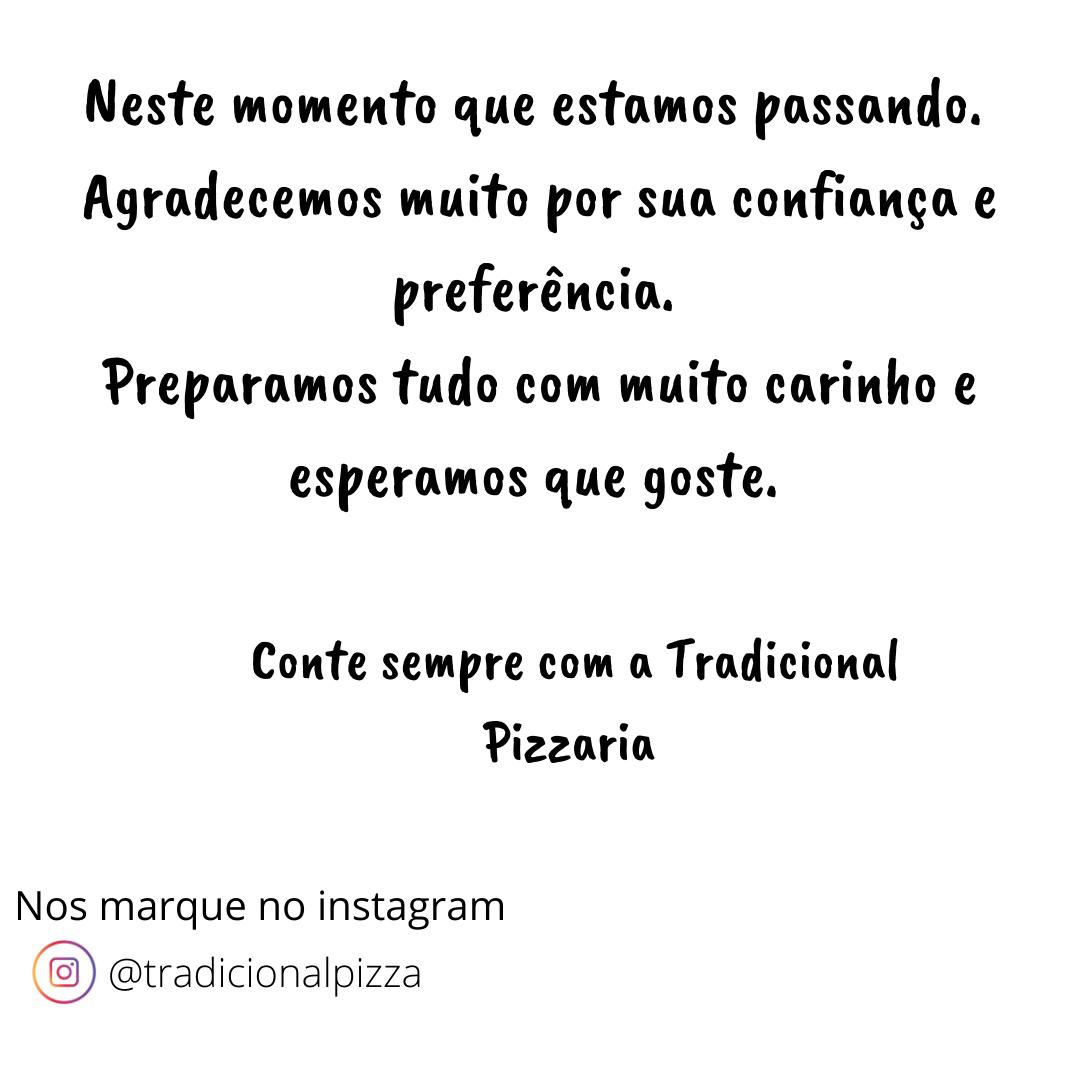 Neste momento que estamos passando.
Agradecemos muito por sua confiança e
preferência.
Preparamos tudo com muito carinho e
esperamos que goste.
Conte sempre com a Tradicional
Pizzaria
Nos marque no instagram
@tradicionalpizza